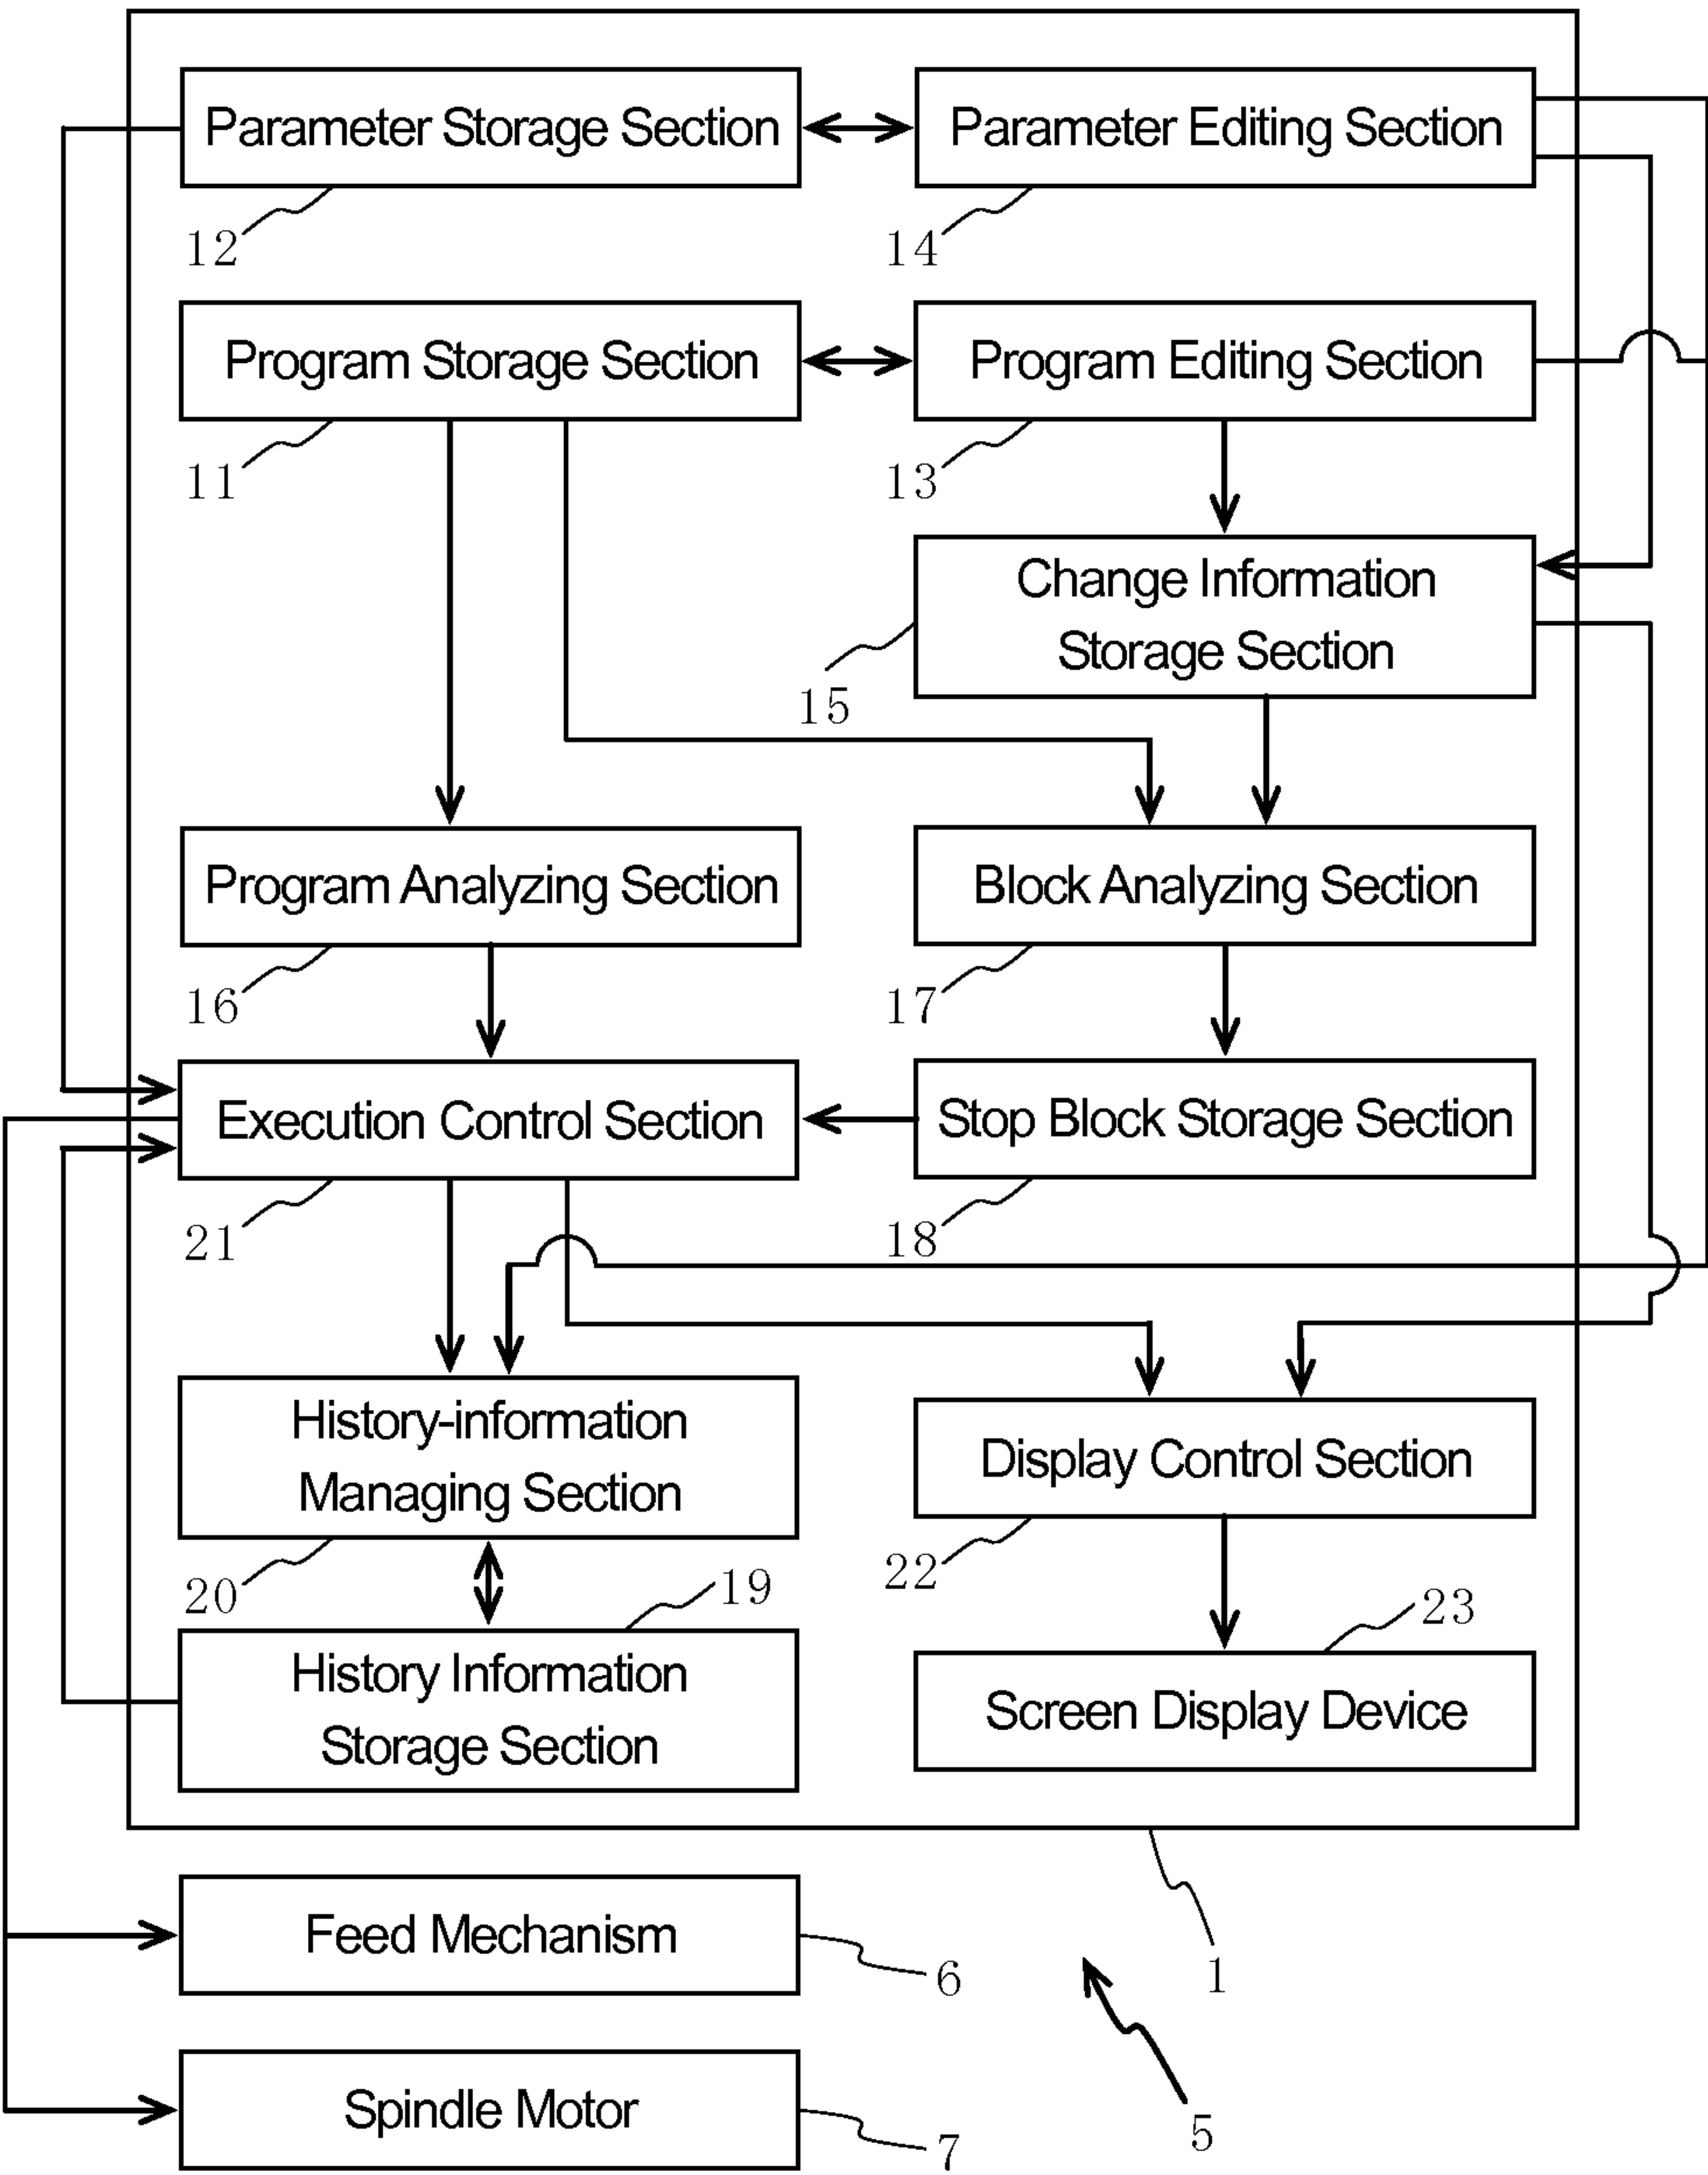 Parameter Storage Section
Parameter Editing Section
12
14
Program Storage Section
Program Editing Section
11
13
Change Information
Storage Section
15
Program Analyzing Section
Block Analyzing Section
16
17
Execution Control Section
Stop Block Storage Section
21
18
History-information
Managing Section
Display Control Section
20
19
22
23
History Information
Storage Section
Screen Display Device
Feed Mechanism
6
1
Spindle Motor
7
5